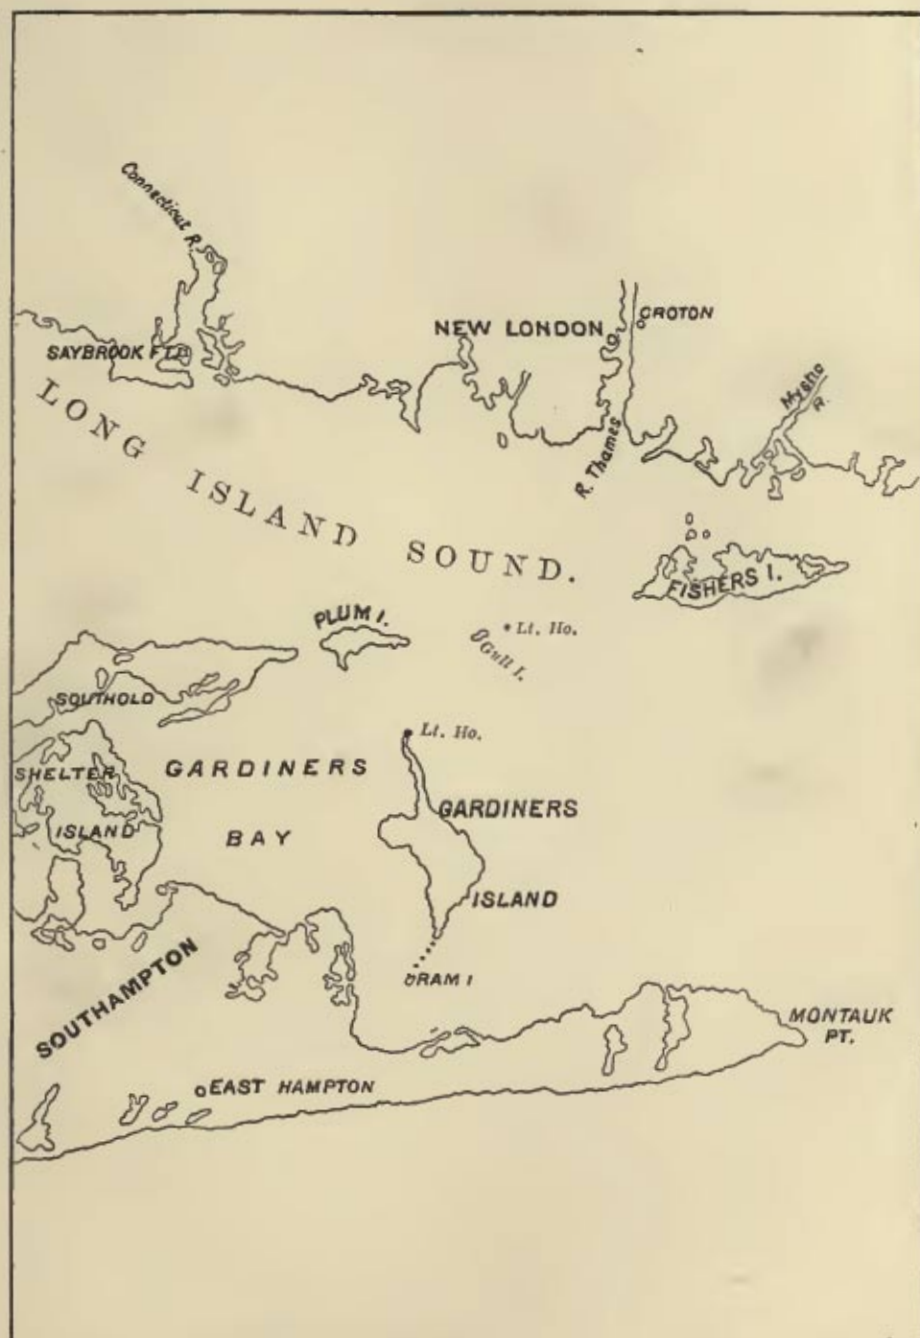 Connecticut R.
NEW LONDON
GROTON
SAYBROOK FT.
Mystic
R.
LONG ISLAND SOUND.
R. Thames
FISHERS I.
PLUM I.
Lt. Ho.
Gull I.
SOUTHOLD
Lt. Ho.
SHELTER
ISLAND
GARDINERS
BAY
GARDINERS
ISLAND
RAM I
SOUTHAMPTON
MONTAUK
PT.
EAST HAMPTON